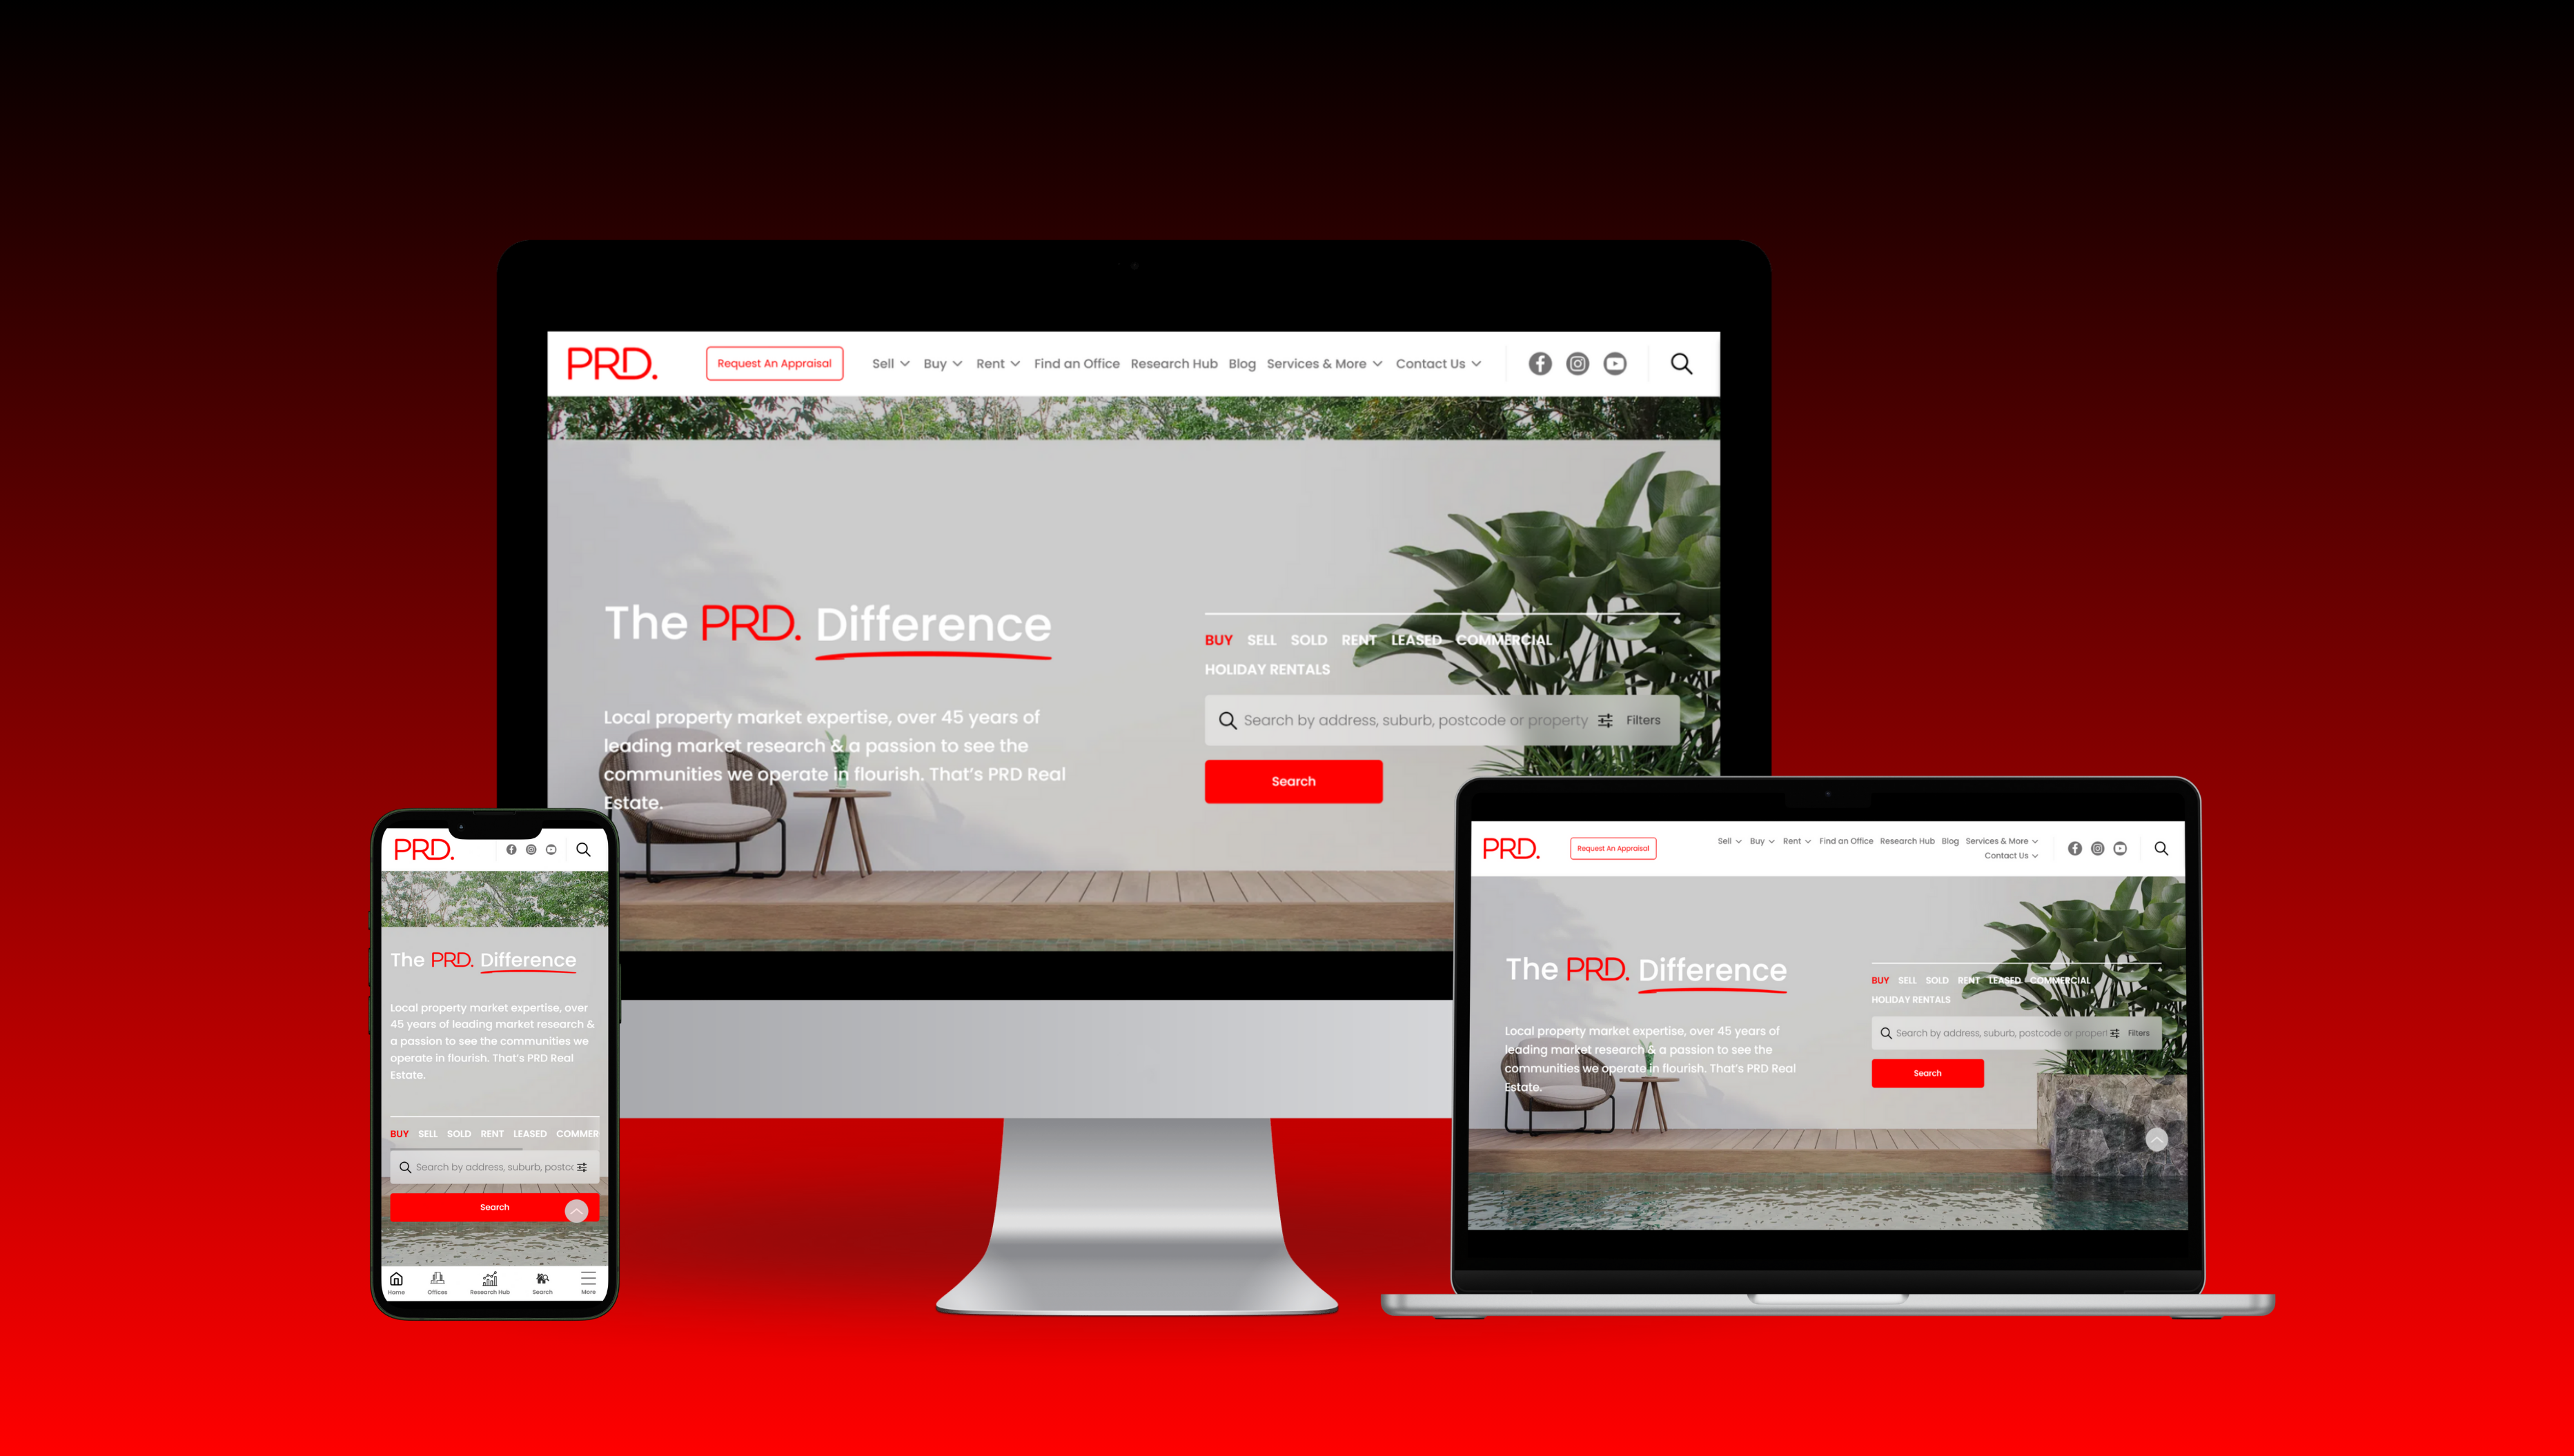 PRD.
Request An Appraisal
Sell Buy Rent Find an Office Research Hub Blog Services & More Contact Us
The PRD. Difference
Local property market expertise, over 45 years of
leading market research & a passion to see the
communities we operate in flourish. That's PRD Real
Estate.
BUY SELL SOLD RENT LEASED COMMERCIAL
HOLIDAY RENTALS
Search by address, suburb, postcode or property
Filters
Search
PRD.
The PRD. Difference
Local property market expertise, over
45 years of leading market research &
a passion to see the communities we
operate in flourish. That's PRD Real
Estate.
BUY SELL SOLD RENT LEASED COMMER
Search by address, suburb, postcc
Search
Home Offices Research Hub Search More
PRD.
Request An Appraisal
Sell Buy Rent Find an Office Research Hub Blog Services & More
Contact Us
The PRD. Difference
Local property market expertise, over 45 years of
leading market research & a passion to see the
communities we operate in flourish. That's PRD Real
Estate.
BUY SELL SOLD RENT LEASED COMMERCIAL
HOLIDAY RENTALS
Search by address, suburb, postcode or propert
Filters
Search